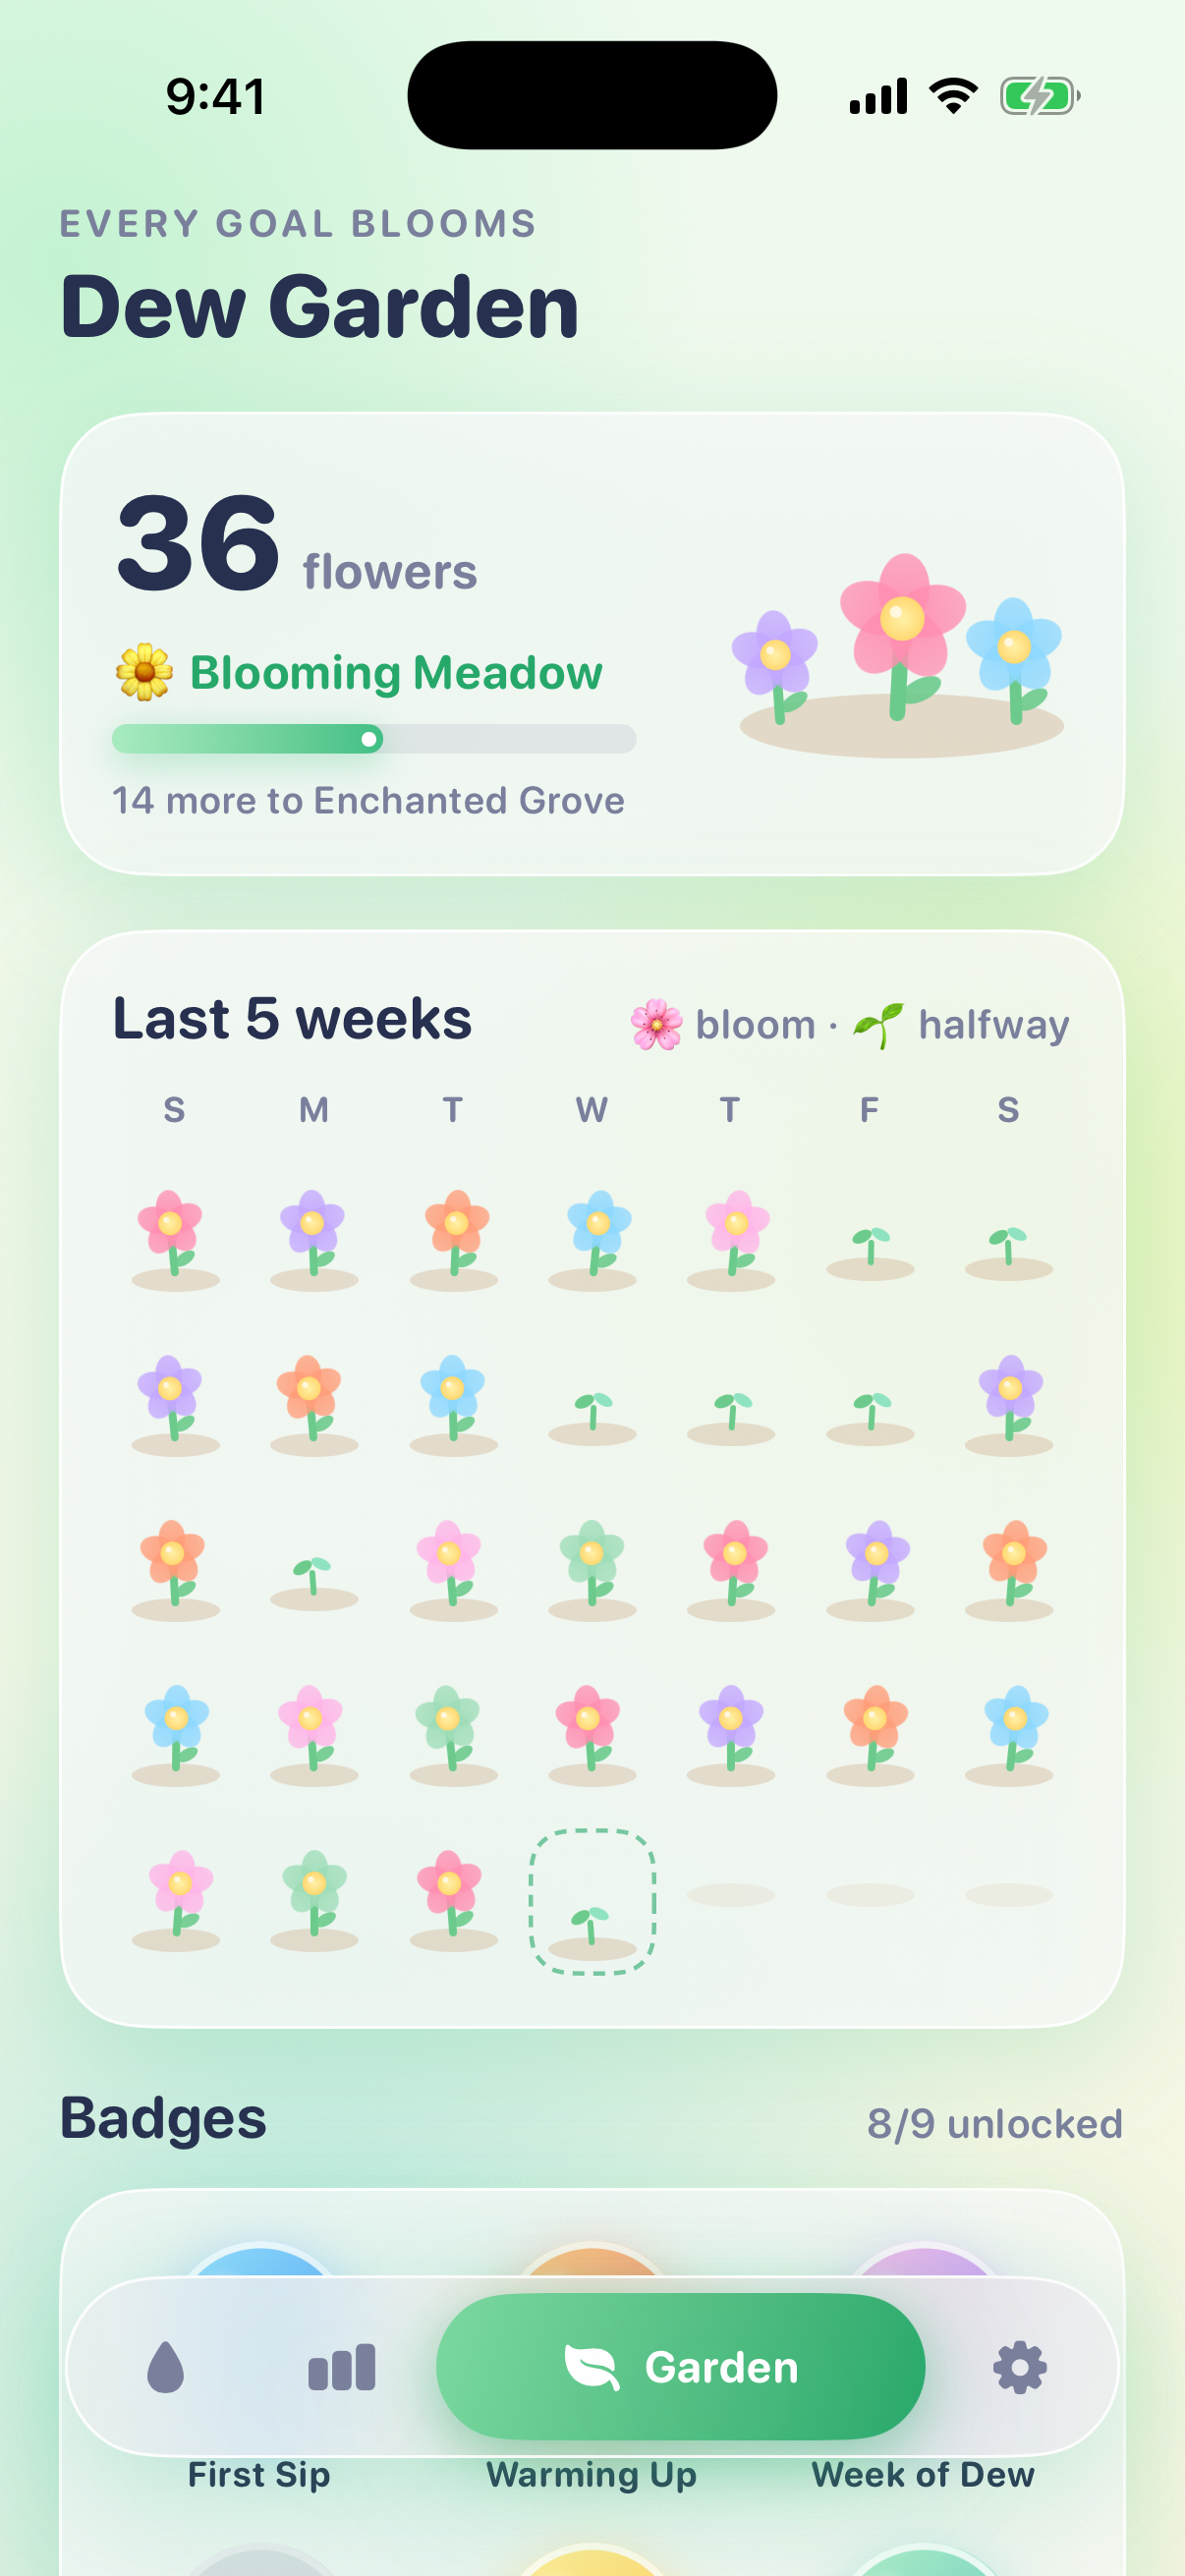 9:41
EVERY GOAL BLOOMS
Dew Garden
36 flowers
Blooming Meadow
14 more to Enchanted Grove
Last 5 weeks
bloom · halfway
S M T W T F S
Badges
8/9 unlocked
Garden
First Sip
Warming Up
Week of Dew